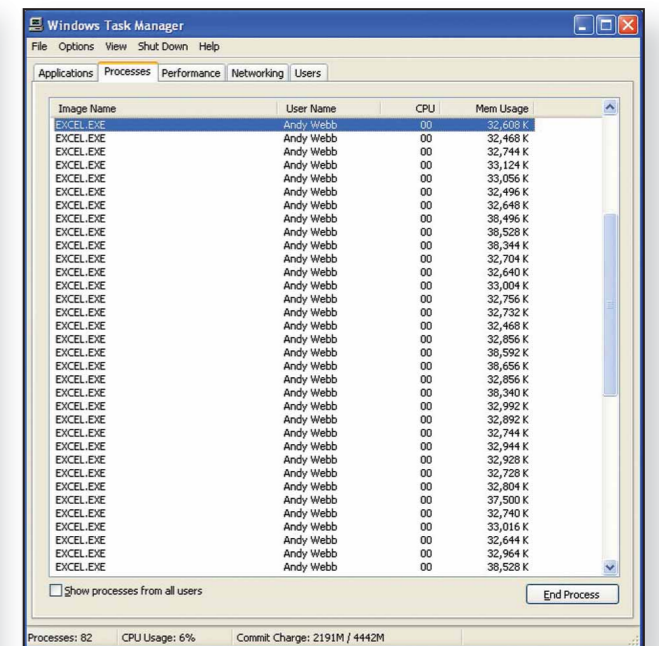 Windows Task Manager
File Options View Shut Down Help
Applications Processes Performance Networking Users
Image Name User Name CPU Mem Usage
EXCEL.EXE Andy Webb 00 32,608 K
EXCEL.EXE Andy Webb 00 32,468 K
EXCEL.EXE Andy Webb 00 32,744 K
EXCEL.EXE Andy Webb 00 33,124 K
EXCEL.EXE Andy Webb 00 33,056 K
EXCEL.EXE Andy Webb 00 32,496 K
EXCEL.EXE Andy Webb 00 32,648 K
EXCEL.EXE Andy Webb 00 38,496 K
EXCEL.EXE Andy Webb 00 38,528 K
EXCEL.EXE Andy Webb 00 38,344 K
EXCEL.EXE Andy Webb 00 32,704 K
EXCEL.EXE Andy Webb 00 32,640 K
EXCEL.EXE Andy Webb 00 33,004 K
EXCEL.EXE Andy Webb 00 32,756 K
EXCEL.EXE Andy Webb 00 32,732 K
EXCEL.EXE Andy Webb 00 32,468 K
EXCEL.EXE Andy Webb 00 32,856 K
EXCEL.EXE Andy Webb 00 38,592 K
EXCEL.EXE Andy Webb 00 38,656 K
EXCEL.EXE Andy Webb 00 32,856 K
EXCEL.EXE Andy Webb 00 38,340 K
EXCEL.EXE Andy Webb 00 32,992 K
EXCEL.EXE Andy Webb 00 32,892 K
EXCEL.EXE Andy Webb 00 32,744 K
EXCEL.EXE Andy Webb 00 32,944 K
EXCEL.EXE Andy Webb 00 32,928 K
EXCEL.EXE Andy Webb 00 32,728 K
EXCEL.EXE Andy Webb 00 32,804 K
EXCEL.EXE Andy Webb 00 37,500 K
EXCEL.EXE Andy Webb 00 32,740 K
EXCEL.EXE Andy Webb 00 33,016 K
EXCEL.EXE Andy Webb 00 32,644 K
EXCEL.EXE Andy Webb 00 32,964 K
EXCEL.EXE Andy Webb 00 38,528 K
Show processes from all users
End Process
Processes: 82 CPU Usage: 6% Commit Charge: 2191M / 4442M